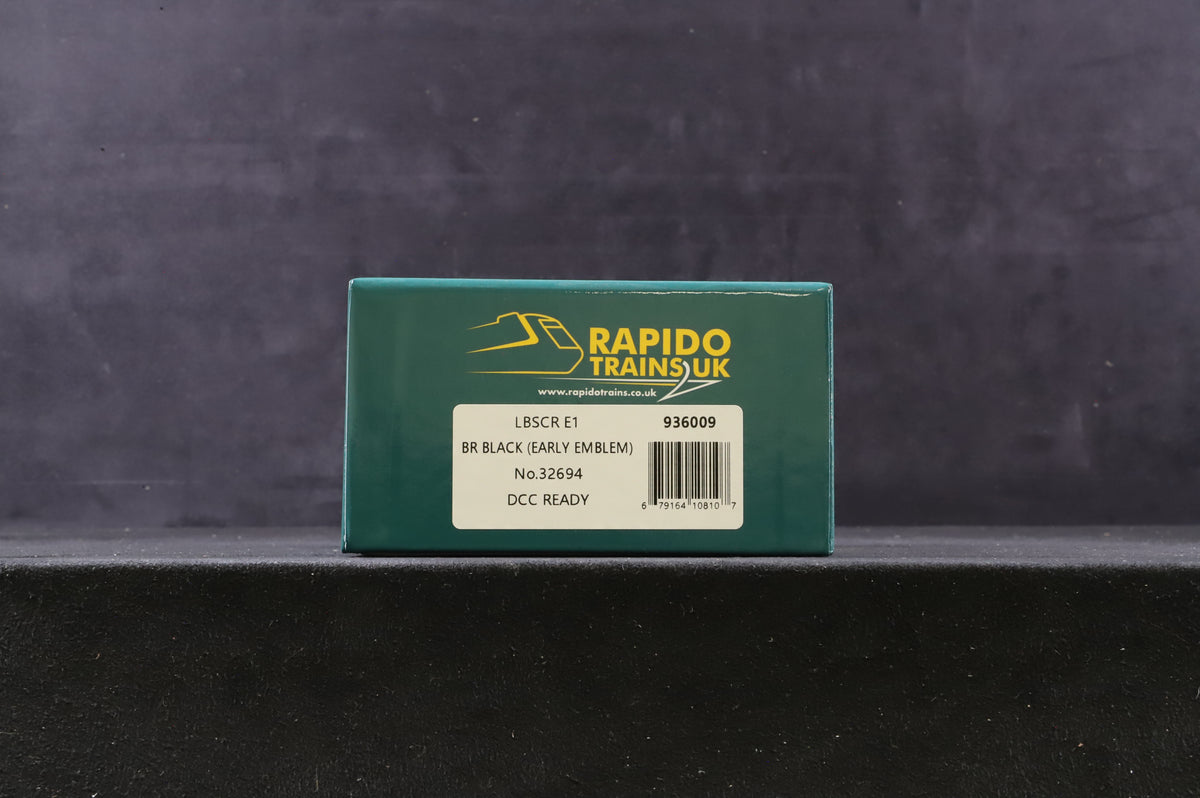 RAPIDO
TRAINS UK
www.rapidotrains.co.uk
LBSCR E1
936009
BR BLACK (EARLY EMBLEM)
No.32694
DCC READY
6 79164 10810 7